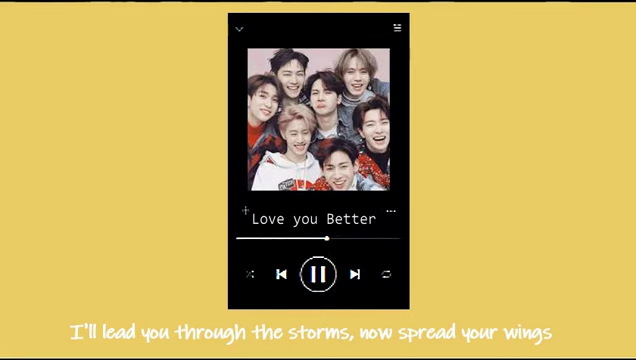 Love you Better
I'll lead you through the storms, now spread your wings